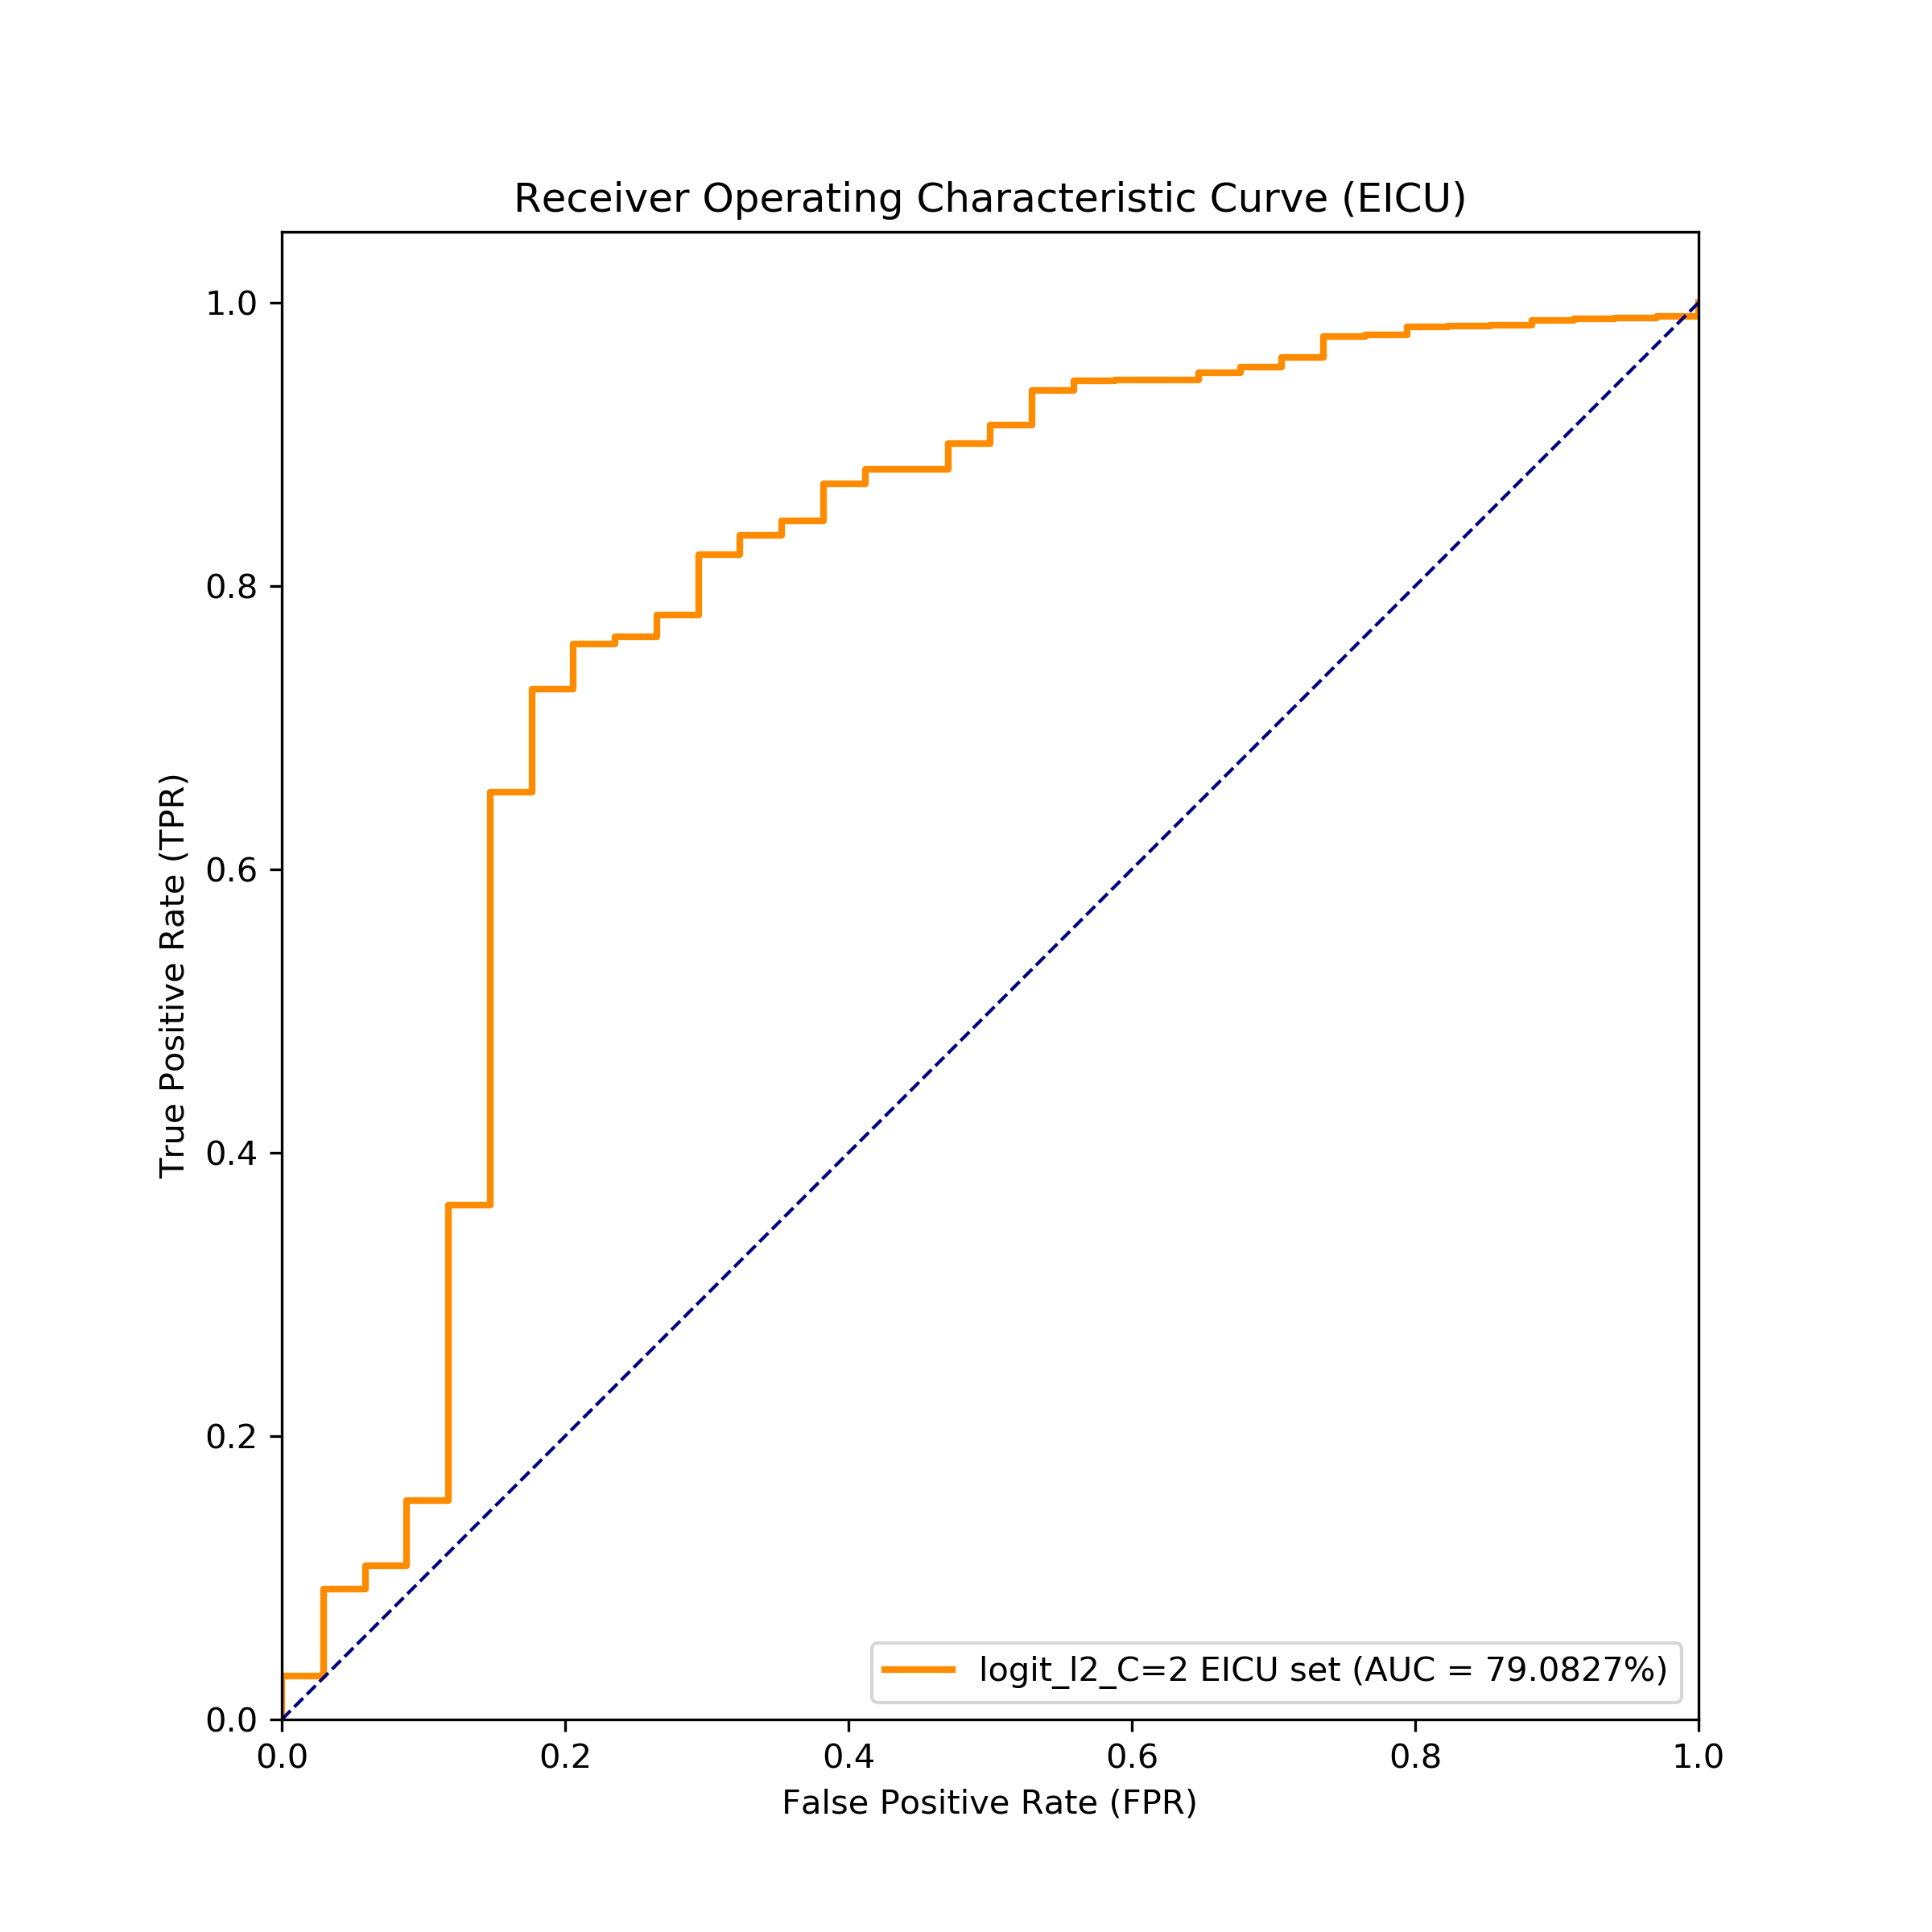 Receiver Operating Characteristic Curve (EICU)
1.0
0.8
0.6
0.4
0.2
0.0
True Positive Rate (TPR)
logit_l2_C=2 EICU set (AUC = 79.0827%)
0.0 0.2 0.4 0.6 0.8 1.0
False Positive Rate (FPR)